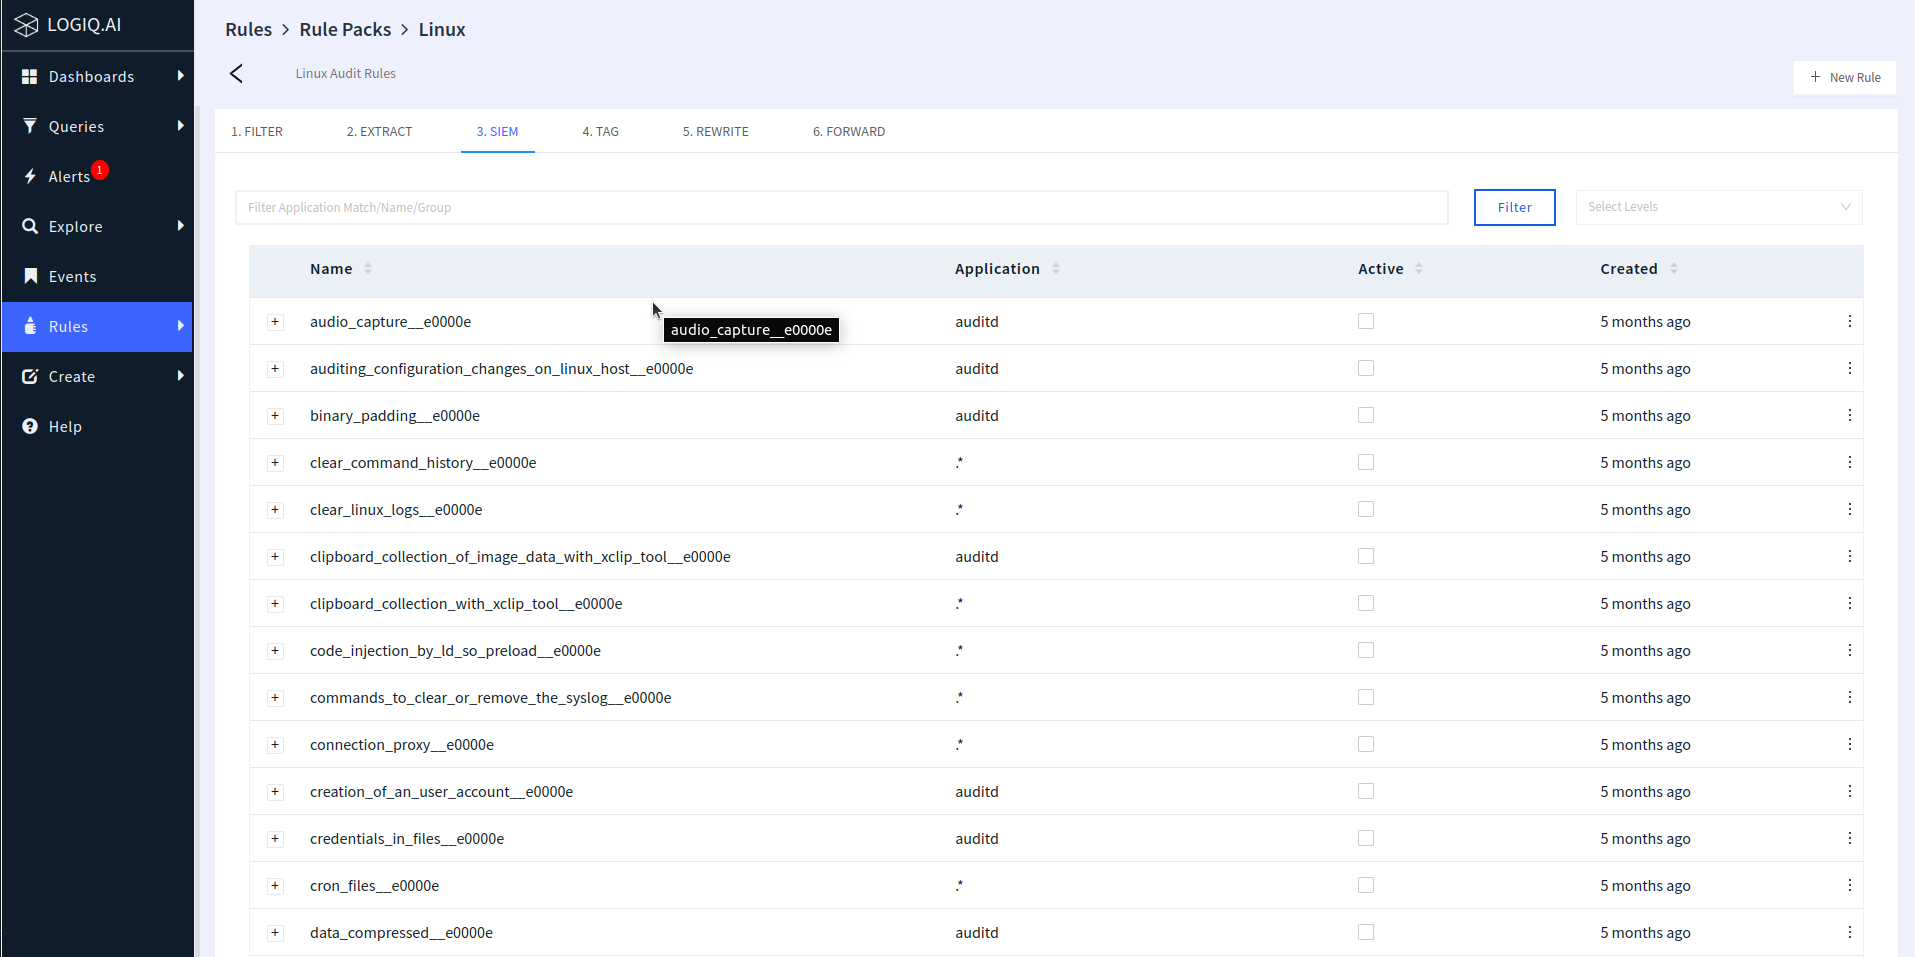 LOGIQ.AI
Dashboards
Queries
Alerts 1
Explore
Events
Rules
Create
Help
Rules > Rule Packs > Linux
Linux Audit Rules
+ New Rule
1. FILTER 2. EXTRACT 3. SIEM 4. TAG 5. REWRITE 6. FORWARD
Filter Application Match/Name/Group Filter Select Levels
Name Application Active Created
audio_capture__e0000e auditd 5 months ago
audio_capture__e0000e
auditing_configuration_changes_on_linux_host__e0000e auditd 5 months ago
binary_padding__e0000e auditd 5 months ago
clear_command_history__e0000e .* 5 months ago
clear_linux_logs__e0000e .* 5 months ago
clipboard_collection_of_image_data_with_xclip_tool__e0000e auditd 5 months ago
clipboard_collection_with_xclip_tool__e0000e .* 5 months ago
code_injection_by_ld_so_preload__e0000e .* 5 months ago
commands_to_clear_or_remove_the_syslog__e0000e .* 5 months ago
connection_proxy__e0000e .* 5 months ago
creation_of_an_user_account__e0000e auditd 5 months ago
credentials_in_files__e0000e auditd 5 months ago
cron_files__e0000e .* 5 months ago
data_compressed__e0000e auditd 5 months ago